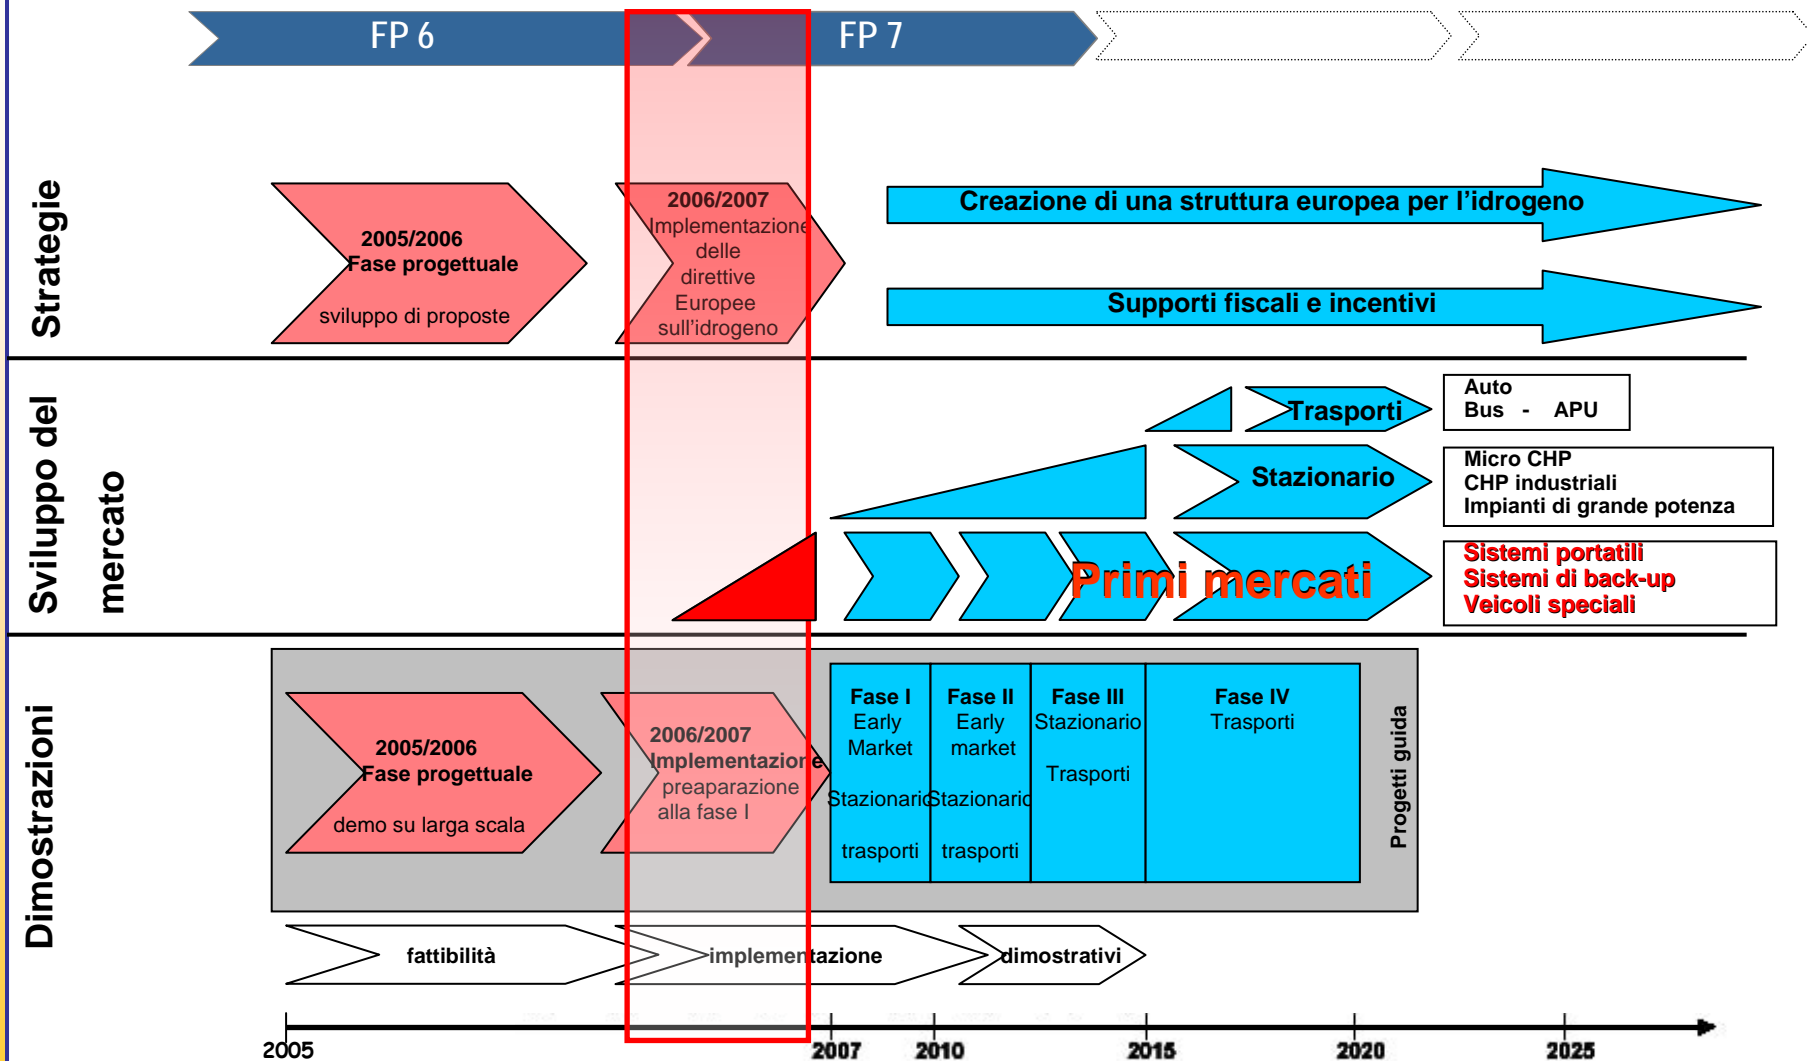 FP 6
FP 7
Strategie
2005/2006
Fase progettuale
sviluppo di proposte
2006/2007
Implementazione
delle
direttive
Europee
sull'idrogeno
Creazione di una struttura europea per l'idrogeno
Supporti fiscali e incentivi
Sviluppo del
mercato
Trasporti
Auto
Bus - APU
Stazionario
Micro CHP
CHP industriali
Impianti di grande potenza
Primi mercati
Sistemi portatili
Sistemi di back-up
Veicoli speciali
Dimostrazioni
2005/2006
Fase progettuale
demo su larga scala
2006/2007
Implementazione
preaparazione
alla fase I
Fase I
Early
Market
Stazionario
trasporti
Fase II
Early
market
Stazionario
trasporti
Fase III
Stazionario
Trasporti
Fase IV
Trasporti
Progetti guida
fattibilità
implementazione
dimostrativi
2005
2007
2010
2015
2020
2025